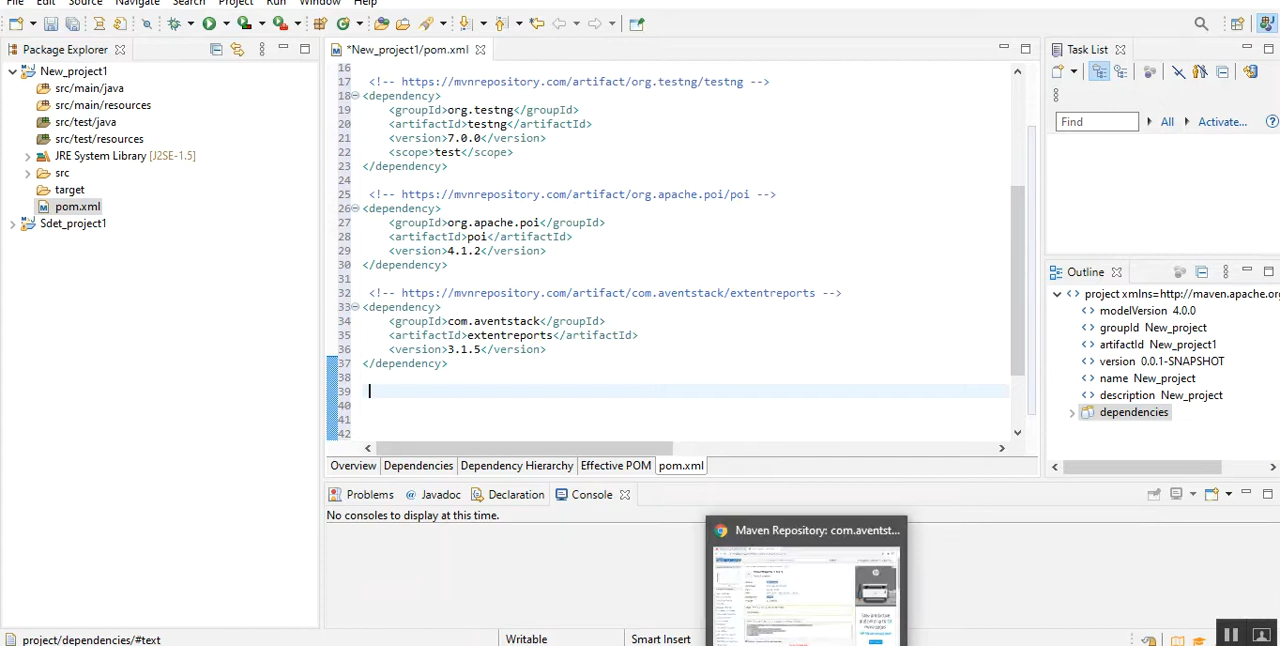 File Edit Source Navigate Search Project Run Window Help
Package Explorer
New_project1
src/main/java
src/main/resources
src/test/java
src/test/resources
JRE System Library [J2SE-1.5]
src
target
pom.xml
Sdet_project1
*New_project1/pom.xml
16
17 <!-- https://mvnrepository.com/artifact/org.testng/testng -->
18 <dependency>
19 <groupId>org.testng</groupId>
20 <artifactId>testng</artifactId>
21 <version>7.0.0</version>
22 <scope>test</scope>
23 </dependency>
24
25 <!-- https://mvnrepository.com/artifact/org.apache.poi/poi -->
26 <dependency>
27 <groupId>org.apache.poi</groupId>
28 <artifactId>poi</artifactId>
29 <version>4.1.2</version>
30 </dependency>
31
32 <!-- https://mvnrepository.com/artifact/com.aventstack/extentreports -->
33 <dependency>
34 <groupId>com.aventstack</groupId>
35 <artifactId>extentreports</artifactId>
36 <version>3.1.5</version>
37 </dependency>
38
39
40
41
42
Overview Dependencies Dependency Hierarchy Effective POM pom.xml
Problems Javadoc Declaration Console
No consoles to display at this time.
Maven Repository: com.aventst...
Task List
Find All Activate...
Outline
project xmlns=http://maven.apache.org
modelVersion 4.0.0
groupId New_project
artifactId New_project1
version 0.0.1-SNAPSHOT
name New_project
description New_project
dependencies
project/dependencies/#text Writable Smart Insert